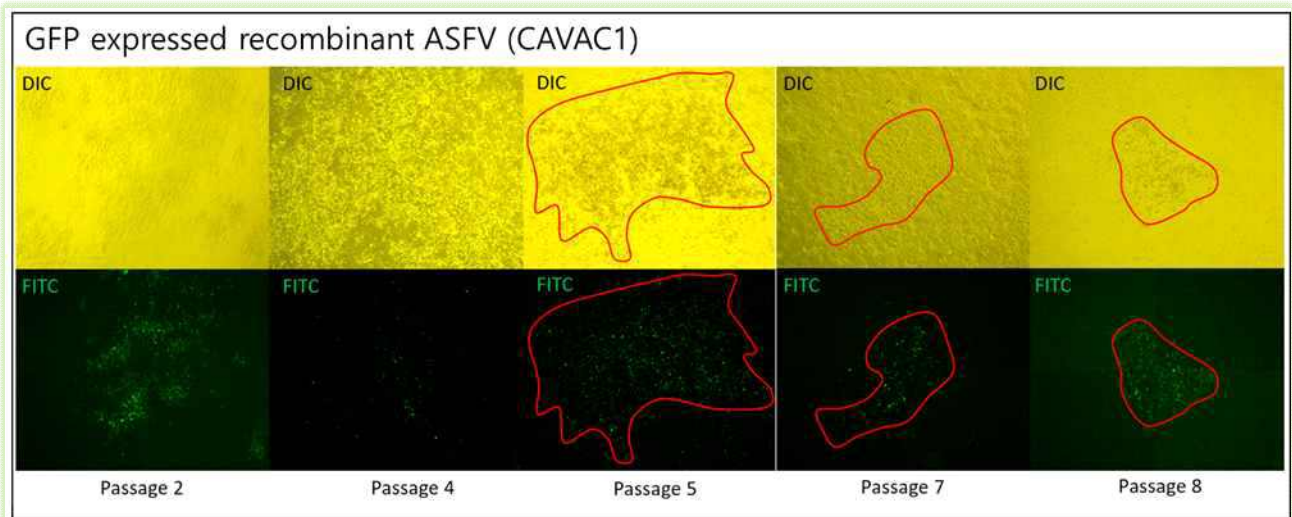 GFP expressed recombinant ASFV (CAVAC1)
DIC DIC DIC DIC DIC
FITC FITC FITC FITC FITC
Passage 2 Passage 4 Passage 5 Passage 7 Passage 8